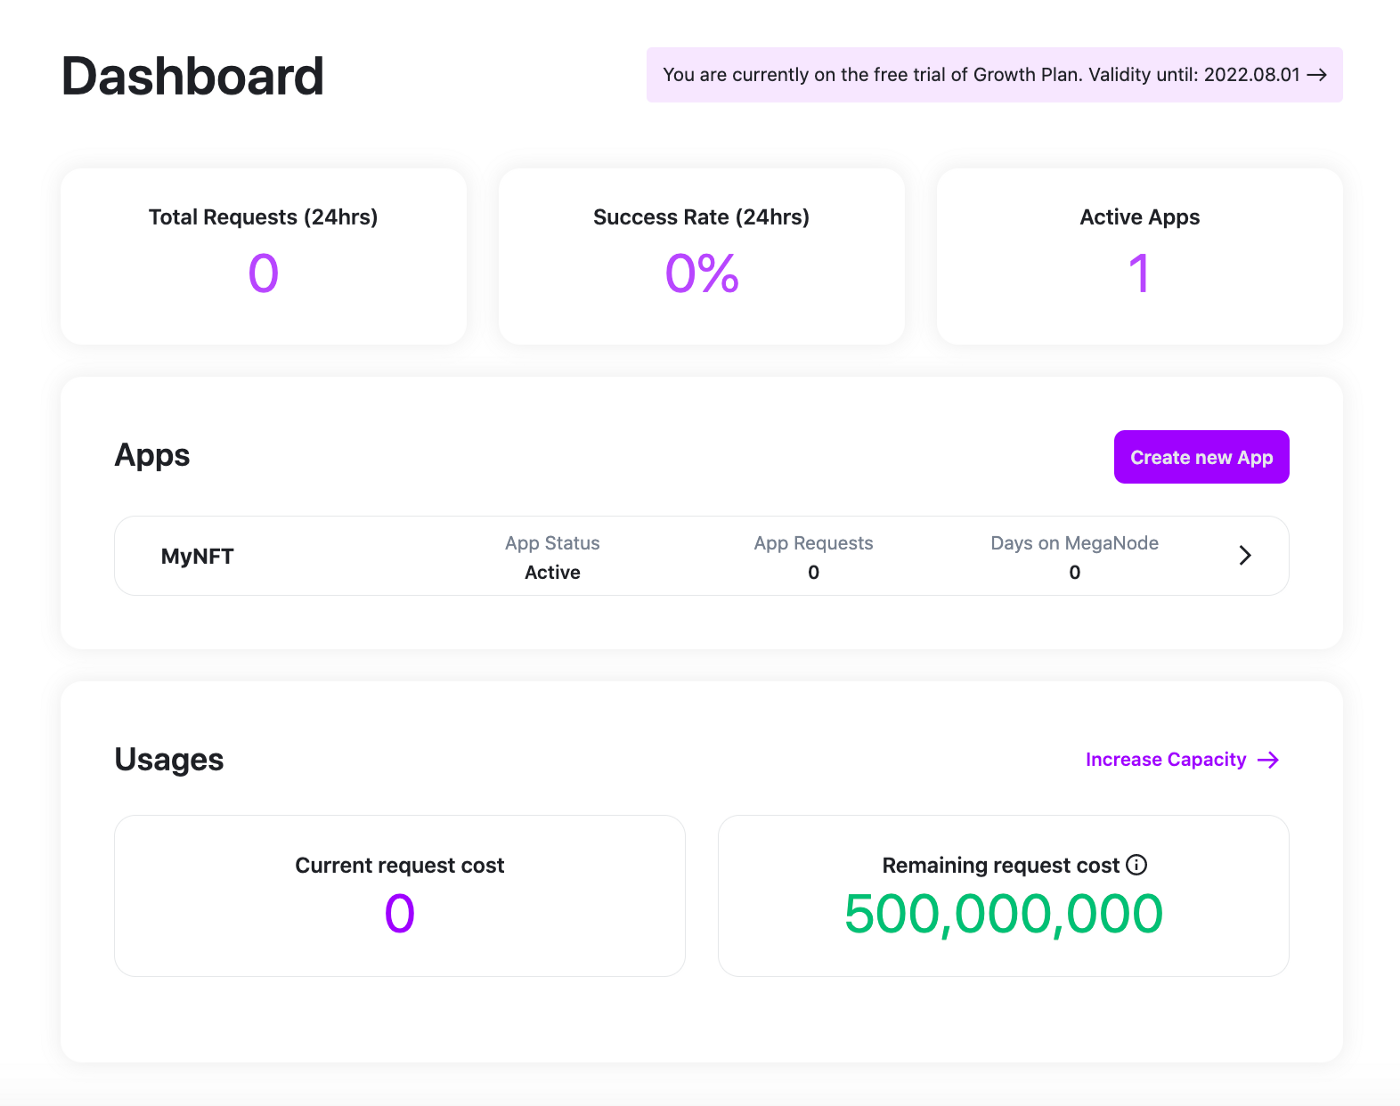 Dashboard
You are currently on the free trial of Growth Plan. Validity until: 2022.08.01 →
Total Requests (24hrs)
0
Success Rate (24hrs)
0%
Active Apps
1
Apps
Create new App
MyNFT
App Status
Active
App Requests
0
Days on MegaNode
0
Usages
Increase Capacity →
Current request cost
0
Remaining request cost
500,000,000